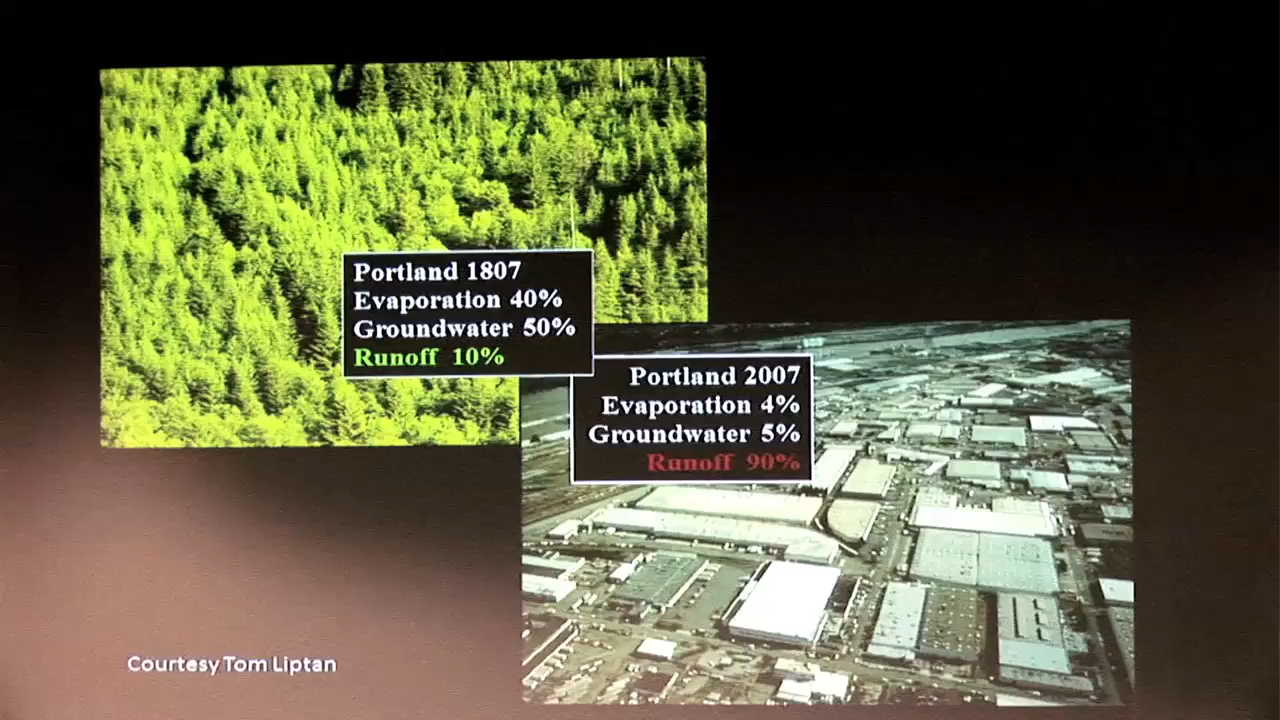 Portland 1807
Evaporation 40%
Groundwater 50%
Runoff 10%
Portland 2007
Evaporation 4%
Groundwater 5%
Runoff 90%
Courtesy Tom Liptan